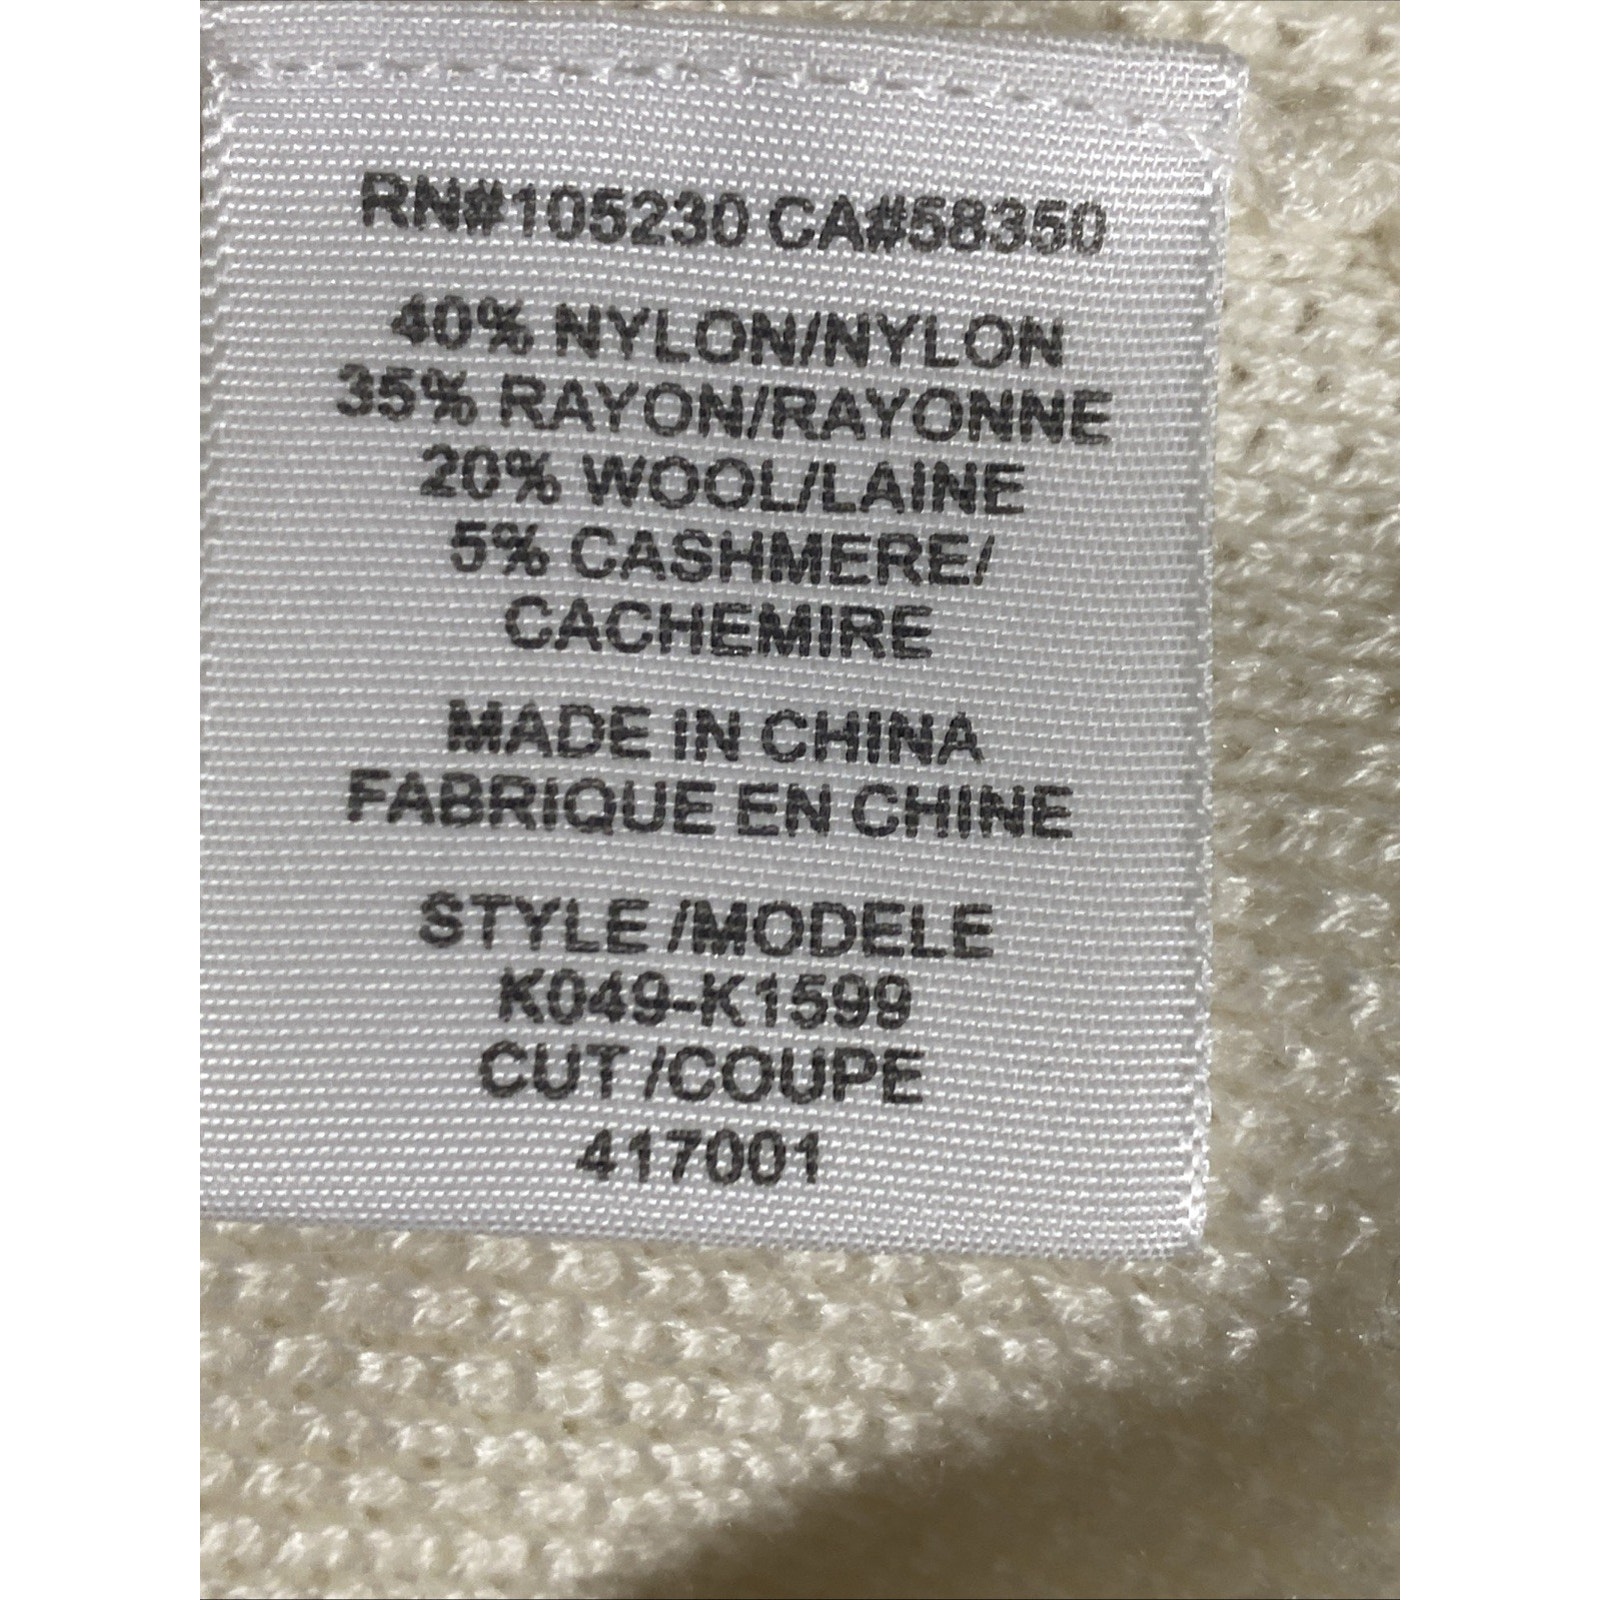 RN#105230 CA#58350
40% NYLON/NYLON
35% RAYON/RAYONNE
20% WOOL/LAINE
5% CASHMERE/
CACHEMIRE
MADE IN CHINA
FABRIQUE EN CHINE
STYLE /MODELE
K049-K1599
CUT /COUPE
417001